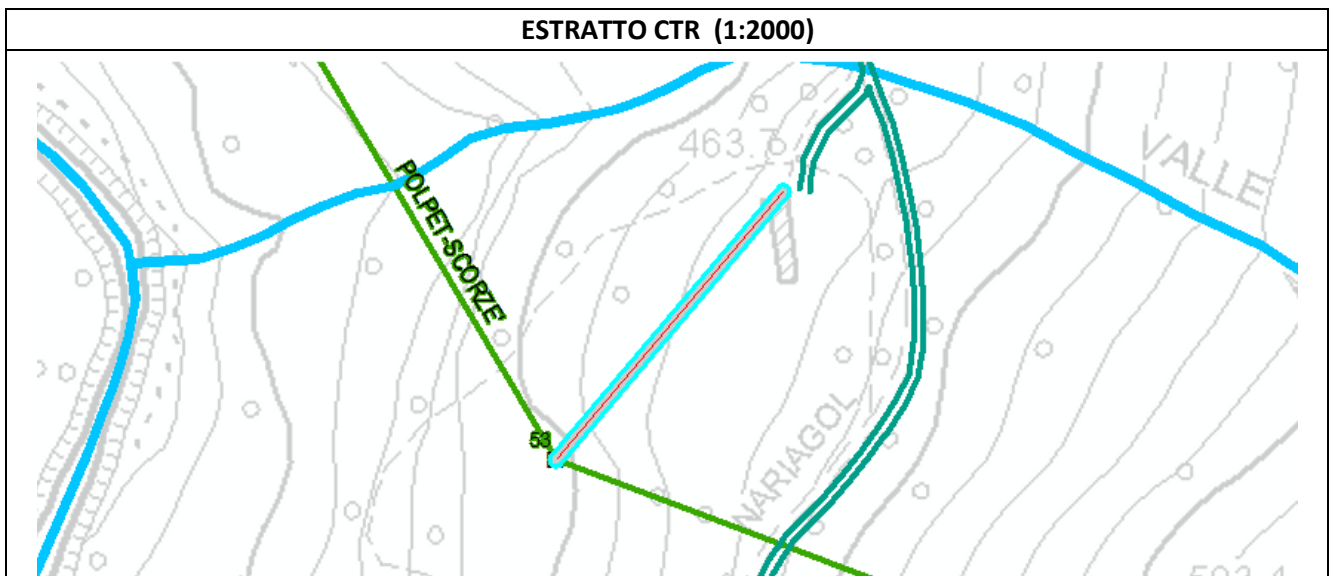 ESTRATTO CTR (1:2000)
463.7
VALLE
POLPET-SCORZE'
53
NARIAGOL